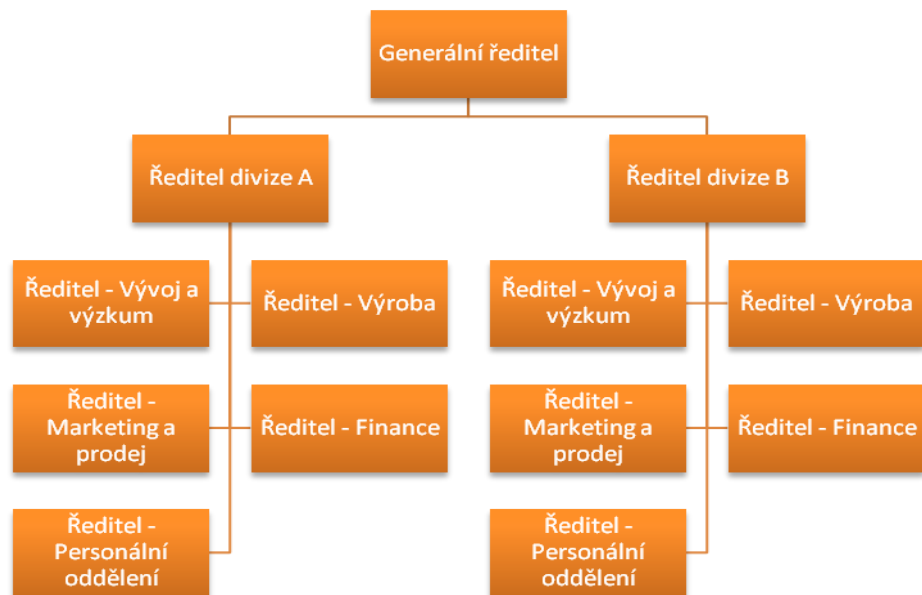 Generální ředitel
Ředitel divize A
Ředitel divize B
Ředitel - Vývoj a
výzkum
Ředitel - Výroba
Ředitel - Vývoj a
výzkum
Ředitel - Výroba
Ředitel -
Marketing a
prodej
Ředitel - Finance
Ředitel -
Marketing a
prodej
Ředitel - Finance
Ředitel -
Personální
oddělení
Ředitel -
Personální
oddělení